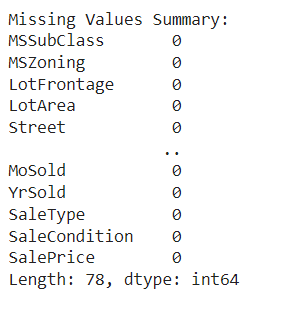 Missing Values Summary:
MSSubClass 0
MSZoning 0
LotFrontage 0
LotArea 0
Street 0
..
MoSold 0
YrSold 0
SaleType 0
SaleCondition 0
SalePrice 0
Length: 78, dtype: int64